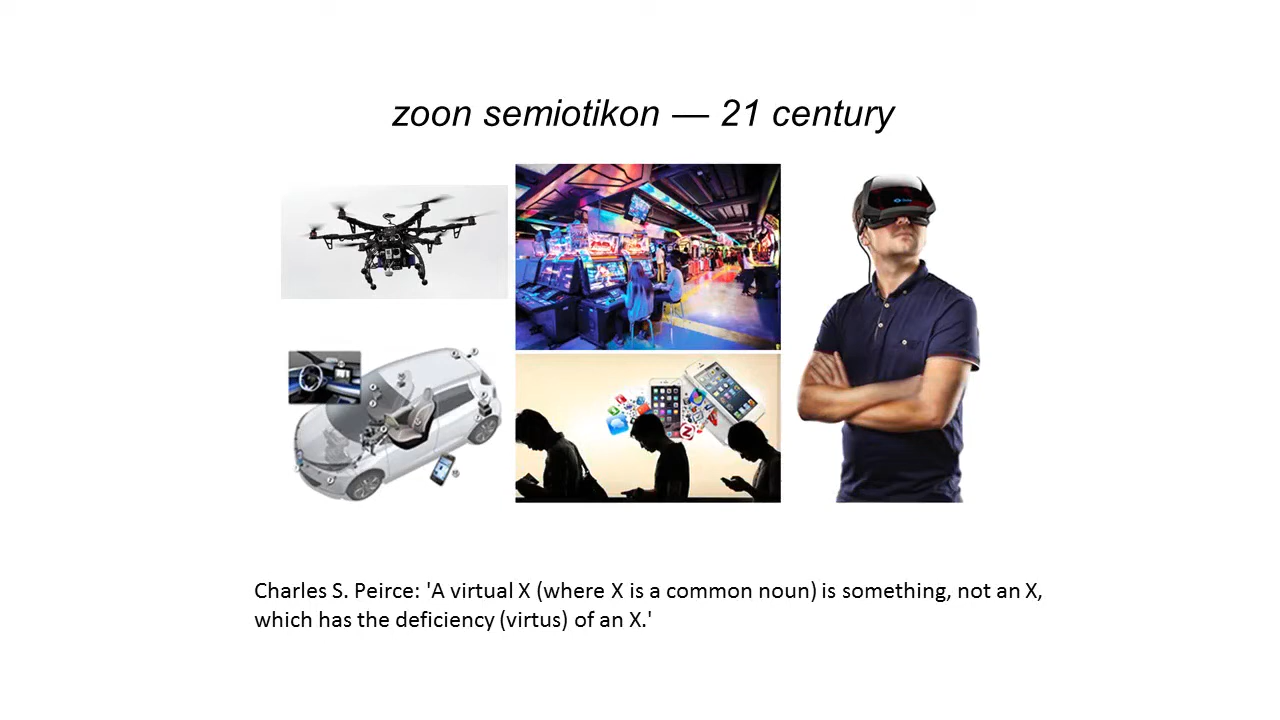 zoon semiotikon — 21 century
Charles S. Peirce: 'A virtual X (where X is a common noun) is something, not an X,
which has the deficiency (virtus) of an X.'